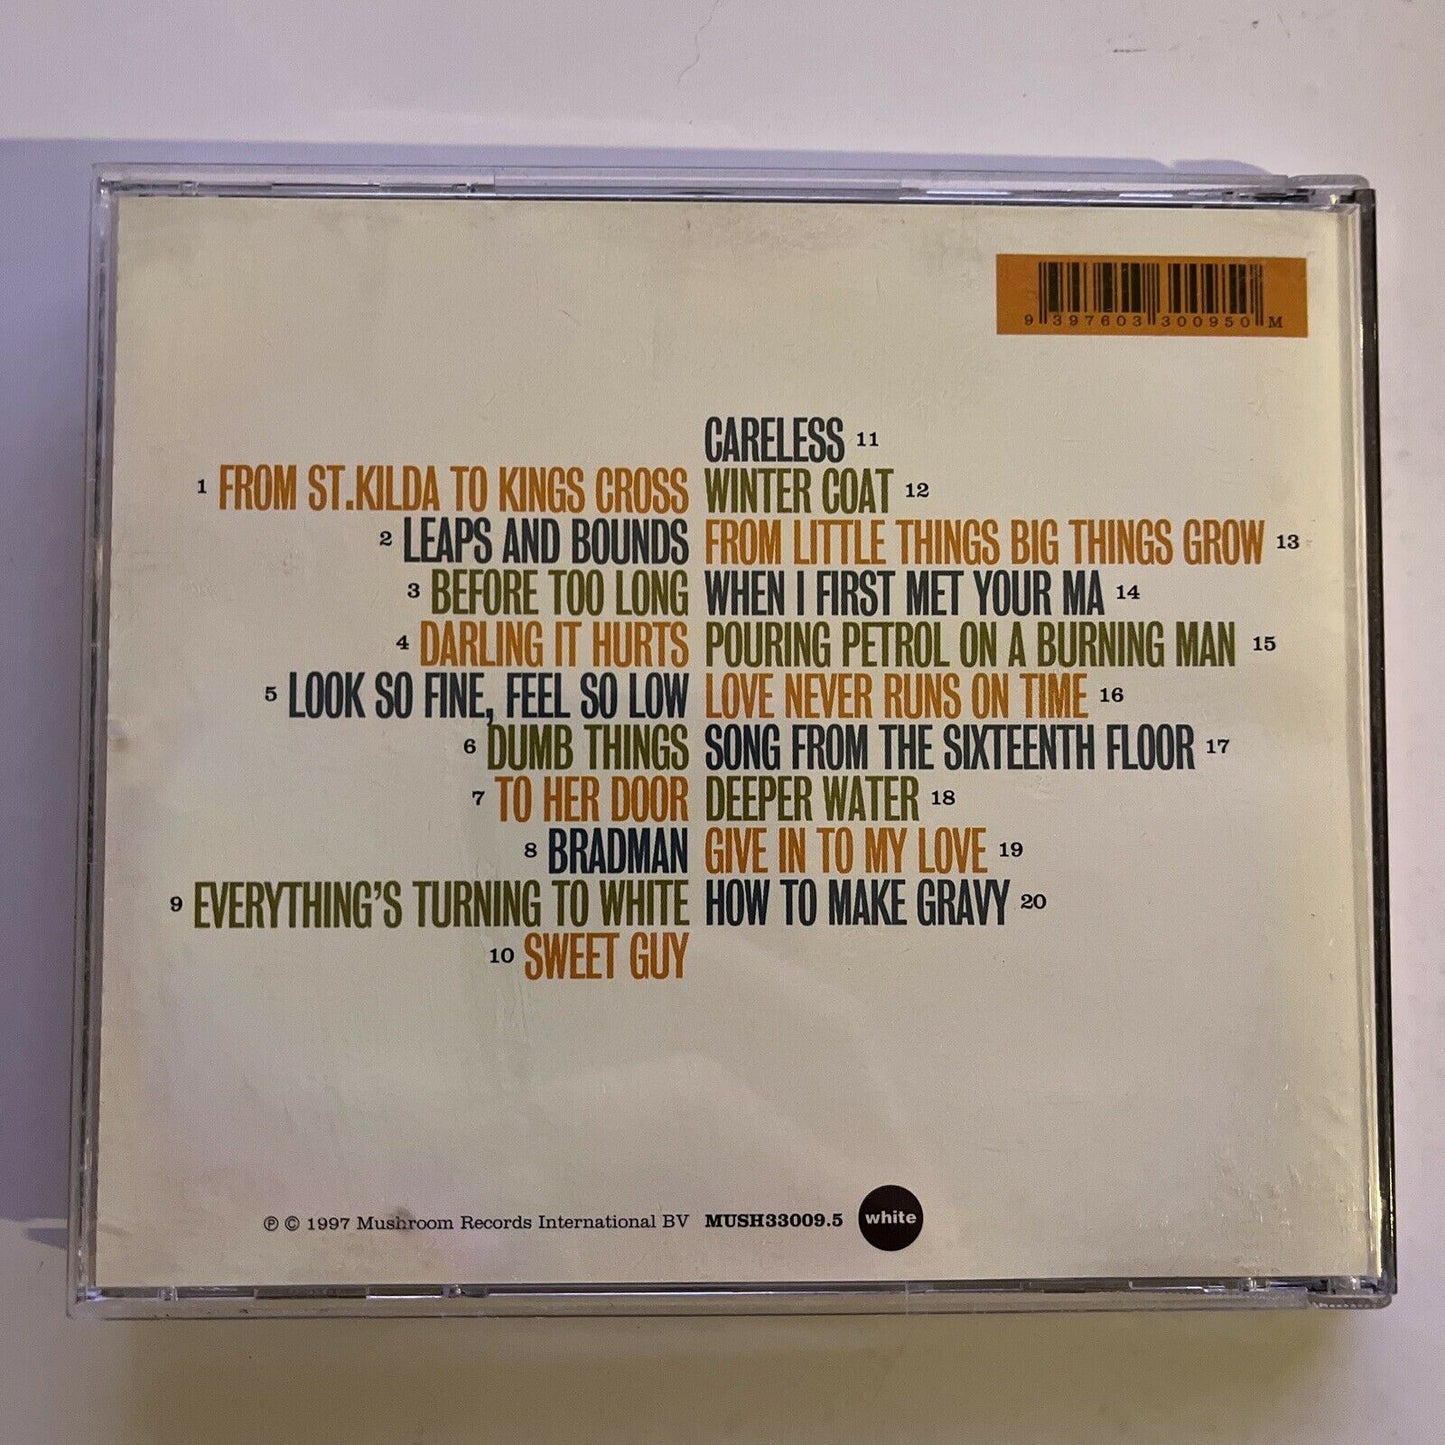 9 397603 300950 M
1 FROM ST.KILDA TO KINGS CROSS
2 LEAPS AND BOUNDS
3 BEFORE TOO LONG
4 DARLING IT HURTS
5 LOOK SO FINE, FEEL SO LOW
6 DUMB THINGS
7 TO HER DOOR
8 BRADMAN
9 EVERYTHING'S TURNING TO WHITE
10 SWEET GUY
CARELESS 11
WINTER COAT 12
FROM LITTLE THINGS BIG THINGS GROW 13
WHEN I FIRST MET YOUR MA 14
POURING PETROL ON A BURNING MAN 15
LOVE NEVER RUNS ON TIME 16
SONG FROM THE SIXTEENTH FLOOR 17
DEEPER WATER 18
GIVE IN TO MY LOVE 19
HOW TO MAKE GRAVY 20
℗ © 1997 Mushroom Records International BV MUSH33009.5 white